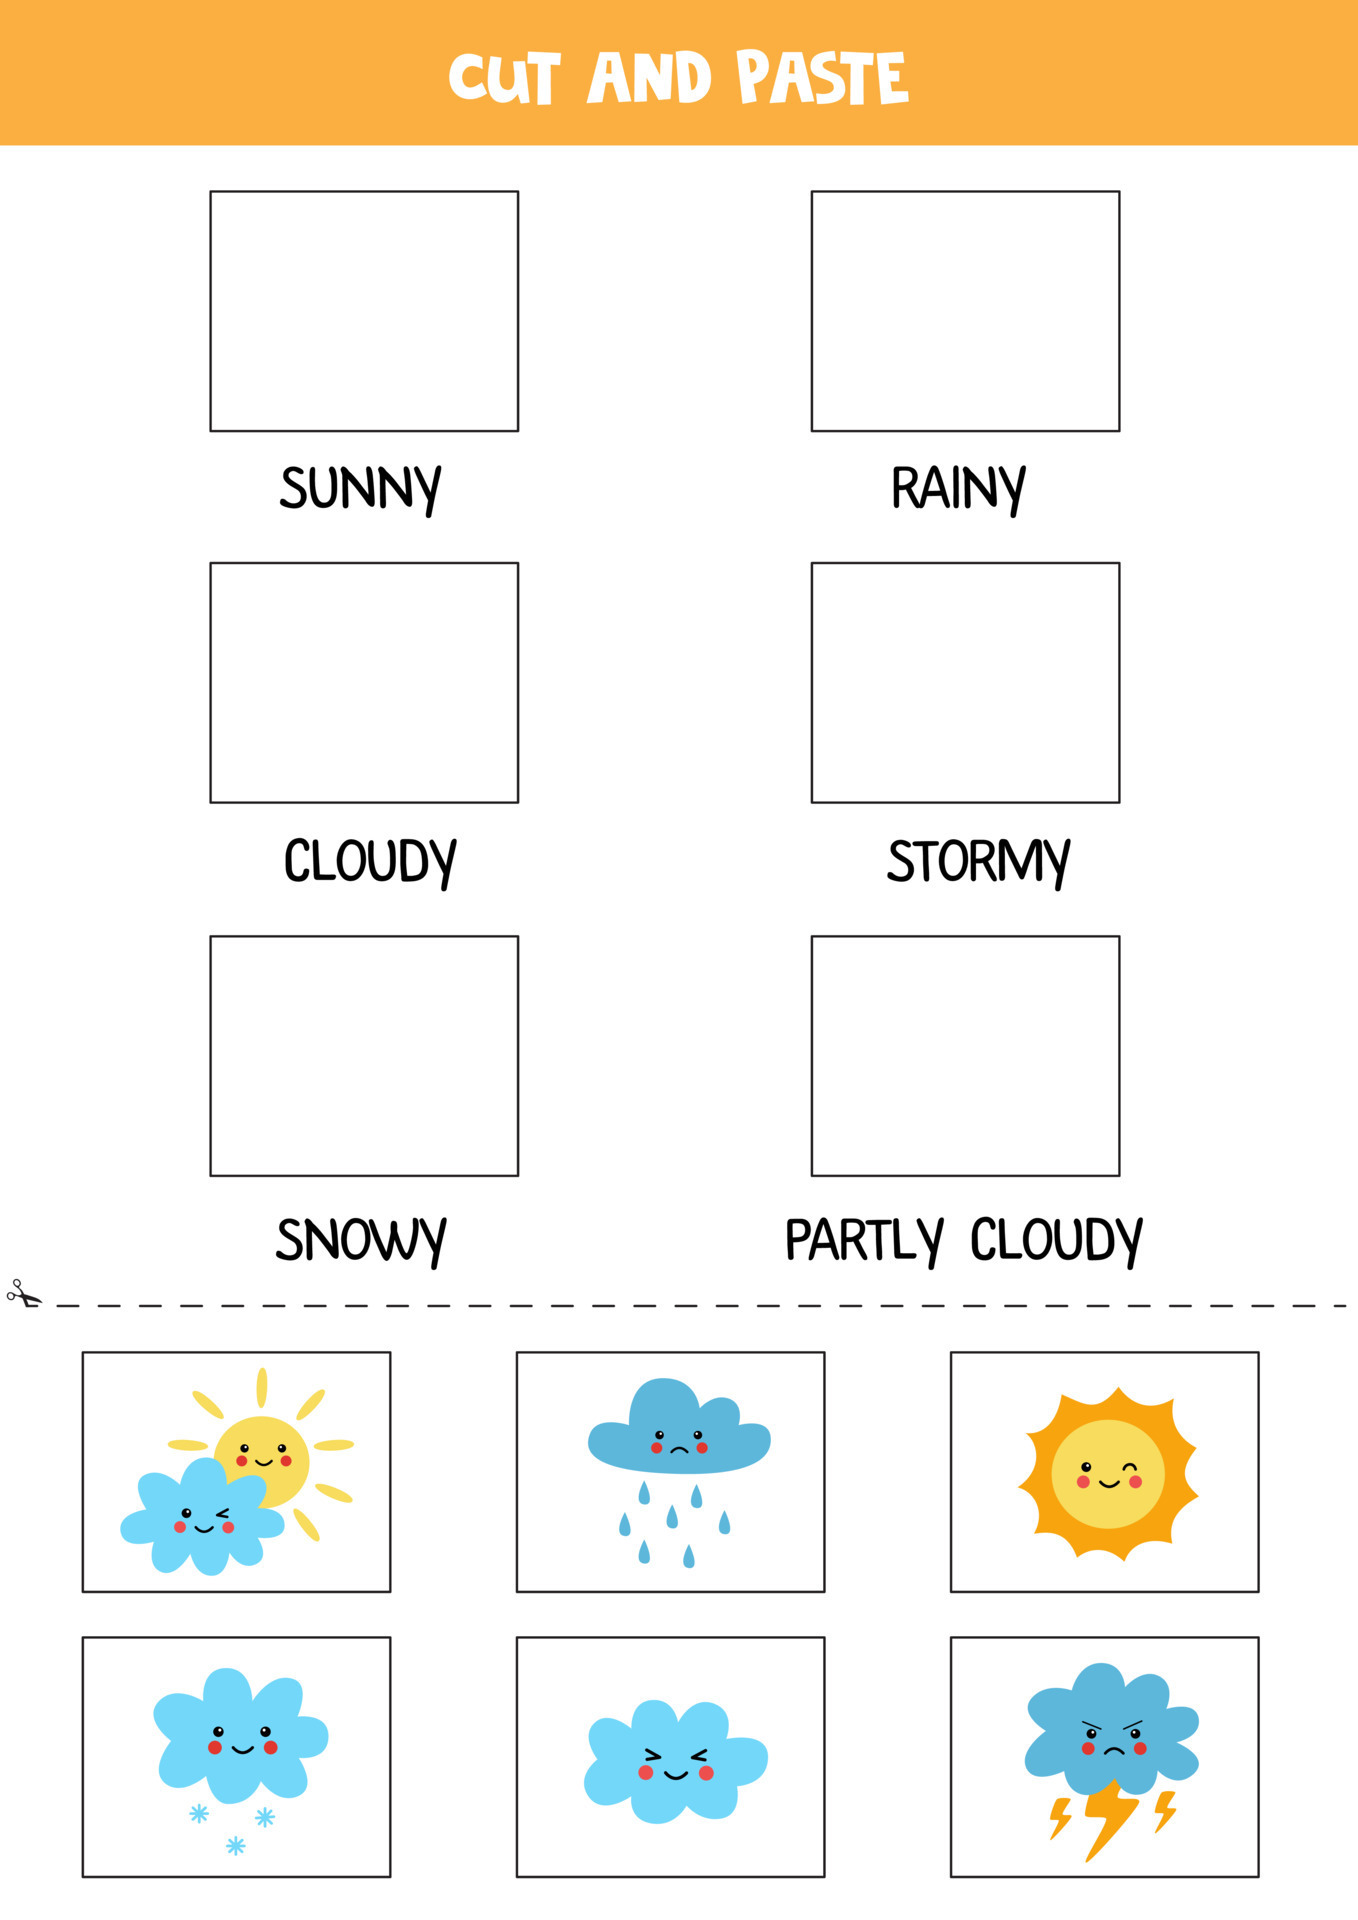 CUT AND PASTE
SUNNY
RAINY
CLOUDY
STORMY
SNOWY
PARTLY CLOUDY